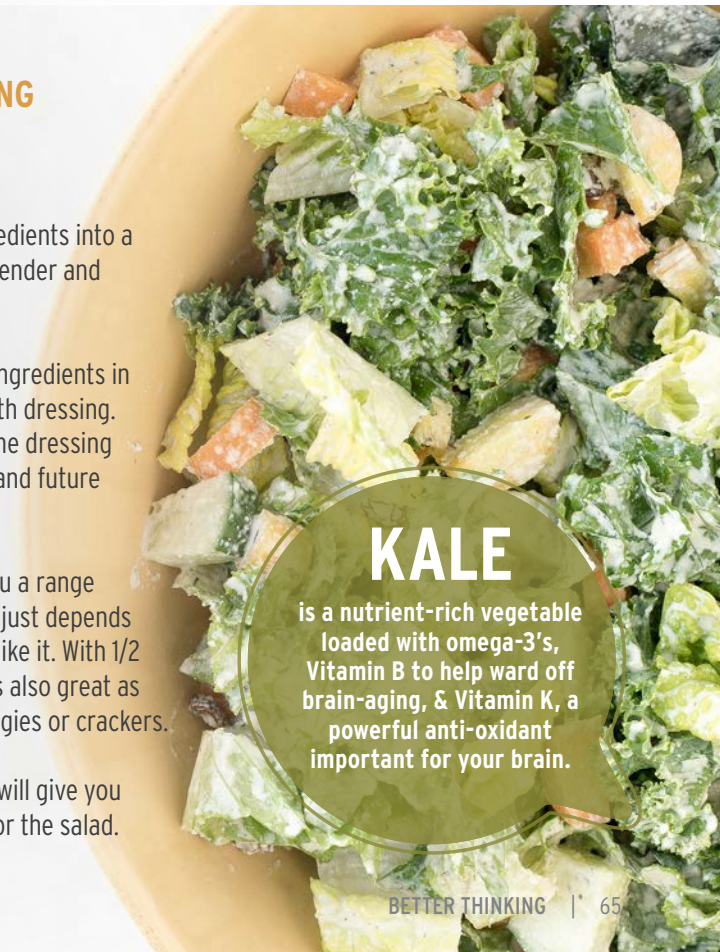 NG
edients into a
ender and
ngredients in
th dressing.
he dressing
and future
u a range
just depends
ike it. With 1/2
s also great as
gies or crackers.
will give you
or the salad.
KALE
is a nutrient-rich vegetable
loaded with omega-3's,
Vitamin B to help ward off
brain-aging, & Vitamin K, a
powerful anti-oxidant
important for your brain.
BETTER THINKING | 65